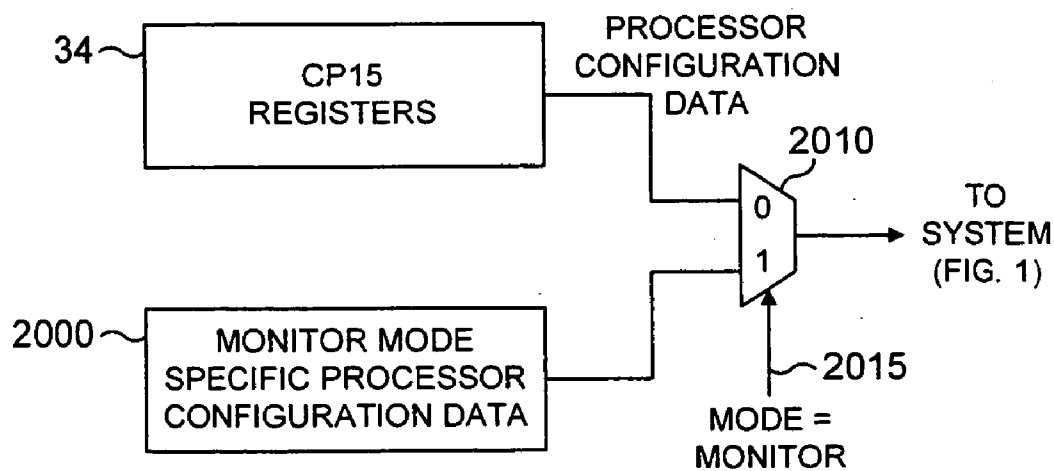 34
CP15
REGISTERS
PROCESSOR
CONFIGURATION
DATA
2010
0
1
TO
SYSTEM
(FIG. 1)
2000
MONITOR MODE
SPECIFIC PROCESSOR
CONFIGURATION DATA
2015
MODE =
MONITOR